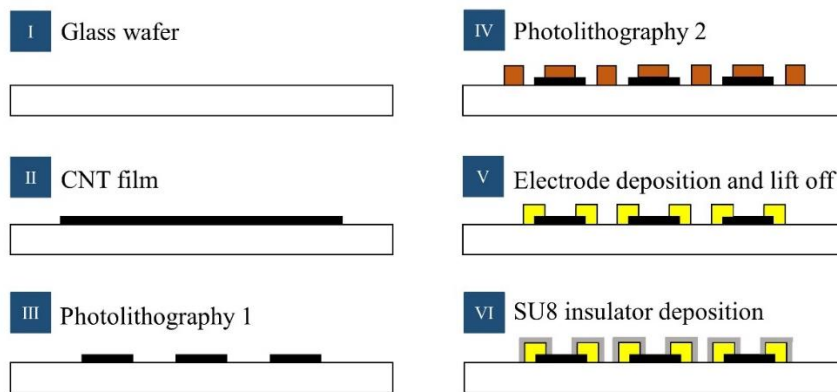 I Glass wafer
II CNT film
III Photolithography 1
IV Photolithography 2
V Electrode deposition and lift off
VI SU8 insulator deposition